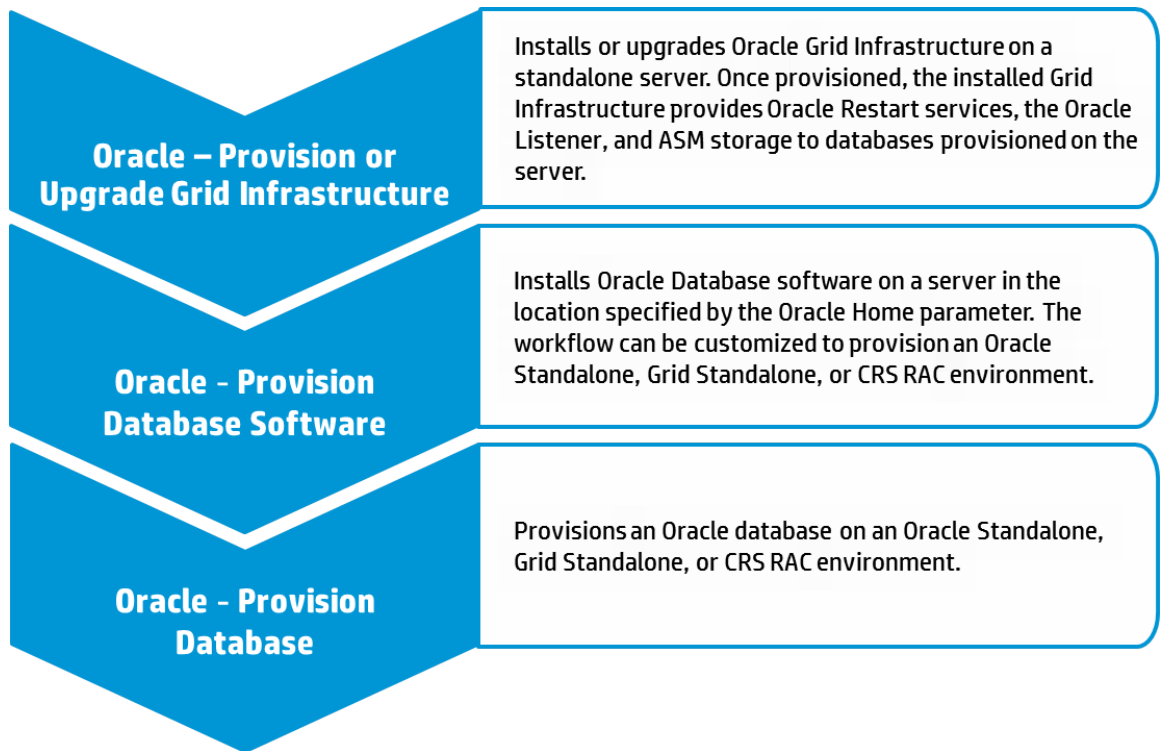 Oracle – Provision or
Upgrade Grid Infrastructure
Installs or upgrades Oracle Grid Infrastructure on a
standalone server. Once provisioned, the installed Grid
Infrastructure provides Oracle Restart services, the Oracle
Listener, and ASM storage to databases provisioned on the
server.
Oracle - Provision
Database Software
Installs Oracle Database software on a server in the
location specified by the Oracle Home parameter. The
workflow can be customized to provision an Oracle
Standalone, Grid Standalone, or CRS RAC environment.
Oracle - Provision
Database
Provisions an Oracle database on an Oracle Standalone,
Grid Standalone, or CRS RAC environment.